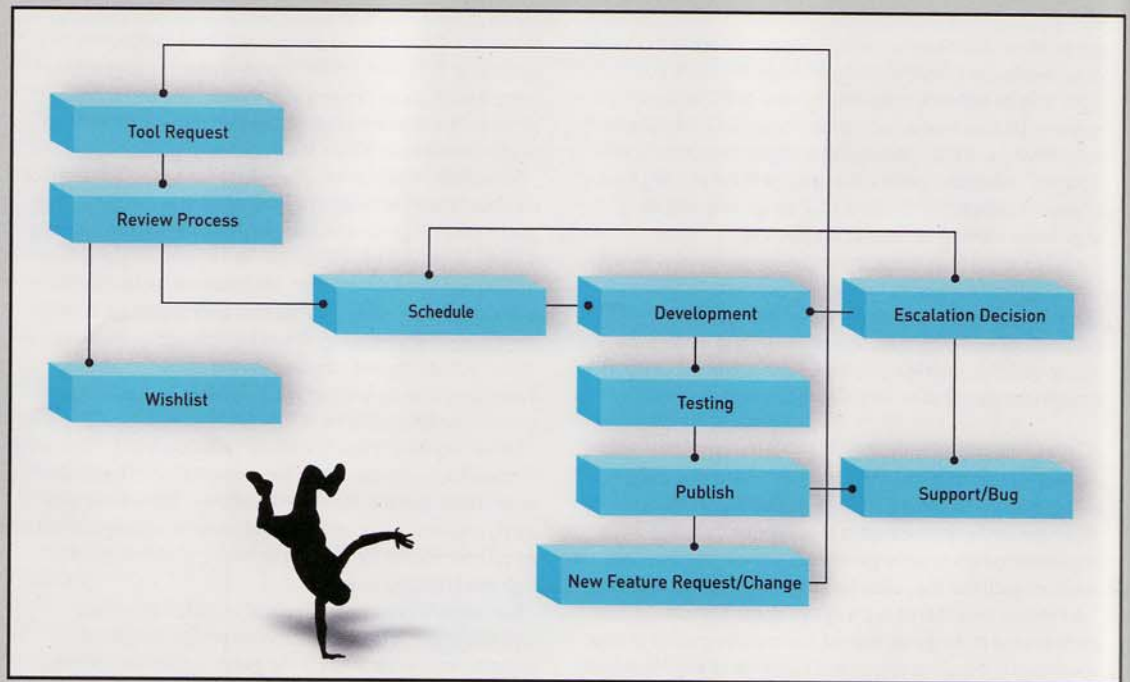 Tool Request
Review Process
Schedule
Development
Escalation Decision
Wishlist
Testing
Publish
Support/Bug
New Feature Request/Change